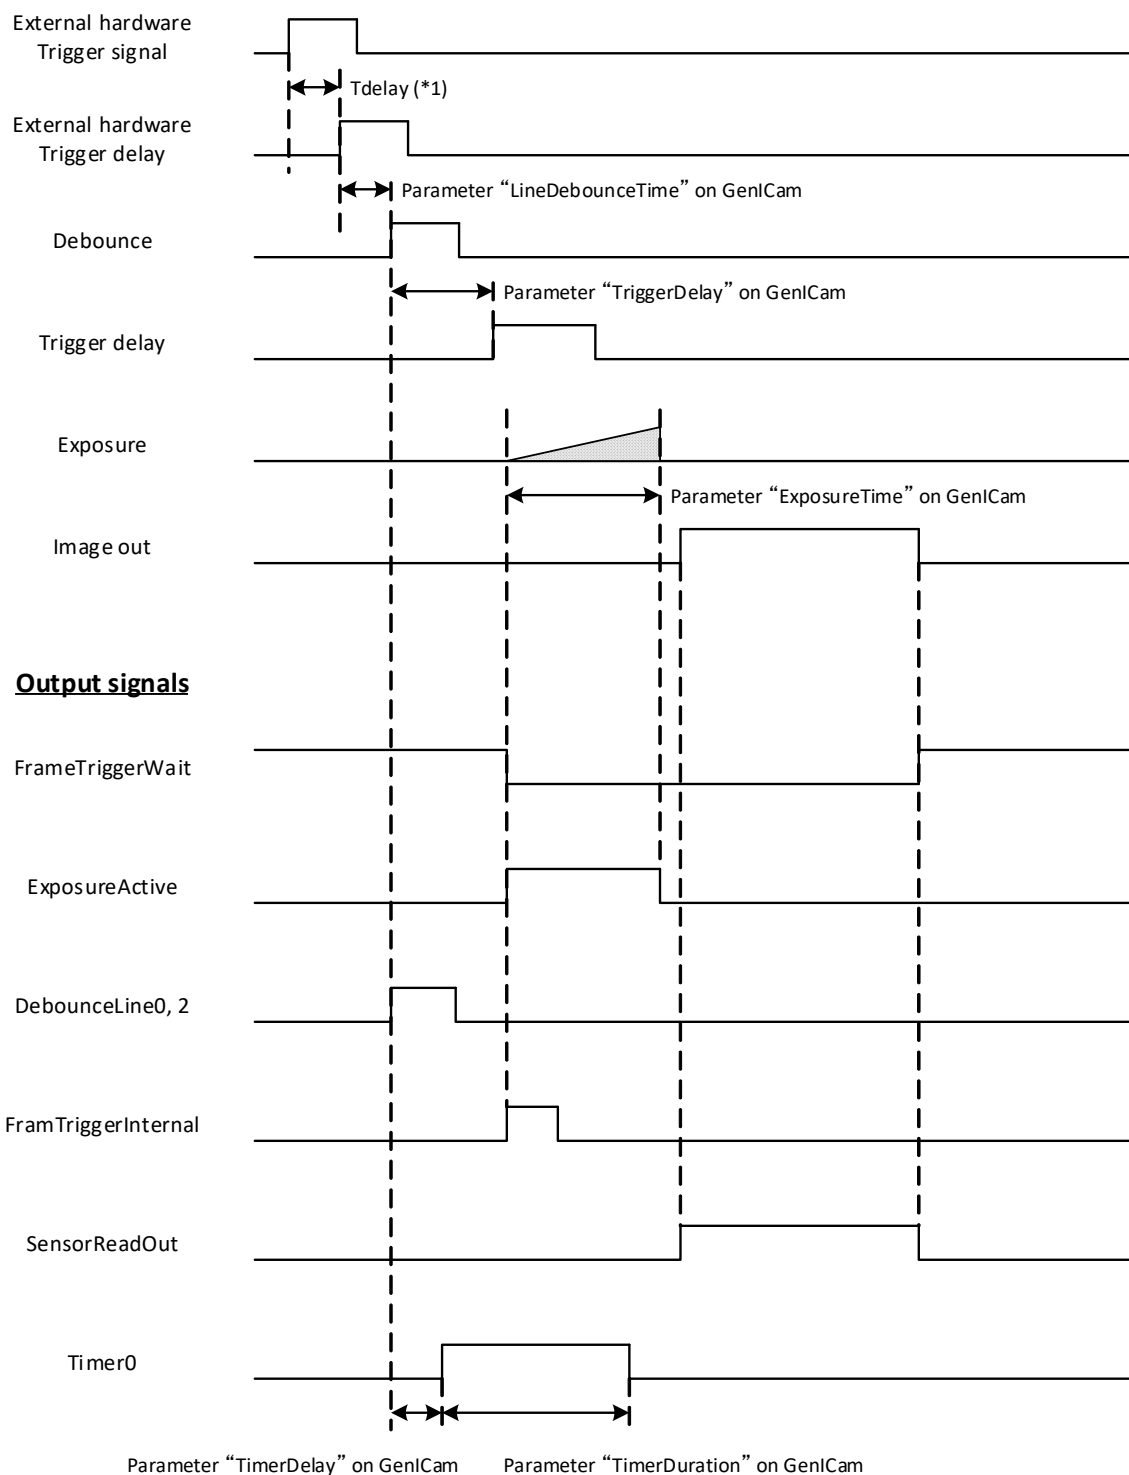 External hardware
Trigger signal
Tdelay (*1)
External hardware
Trigger delay
Parameter “LineDebounceTime” on GenICam
Debounce
Parameter “TriggerDelay” on GenICam
Trigger delay
Exposure
Parameter “ExposureTime” on GenICam
Image out
Output signals
FrameTriggerWait
ExposureActive
DebounceLine0, 2
FramTriggerInternal
SensorReadOut
Timer0
Parameter “TimerDelay” on GenICam
Parameter “TimerDuration” on GenICam